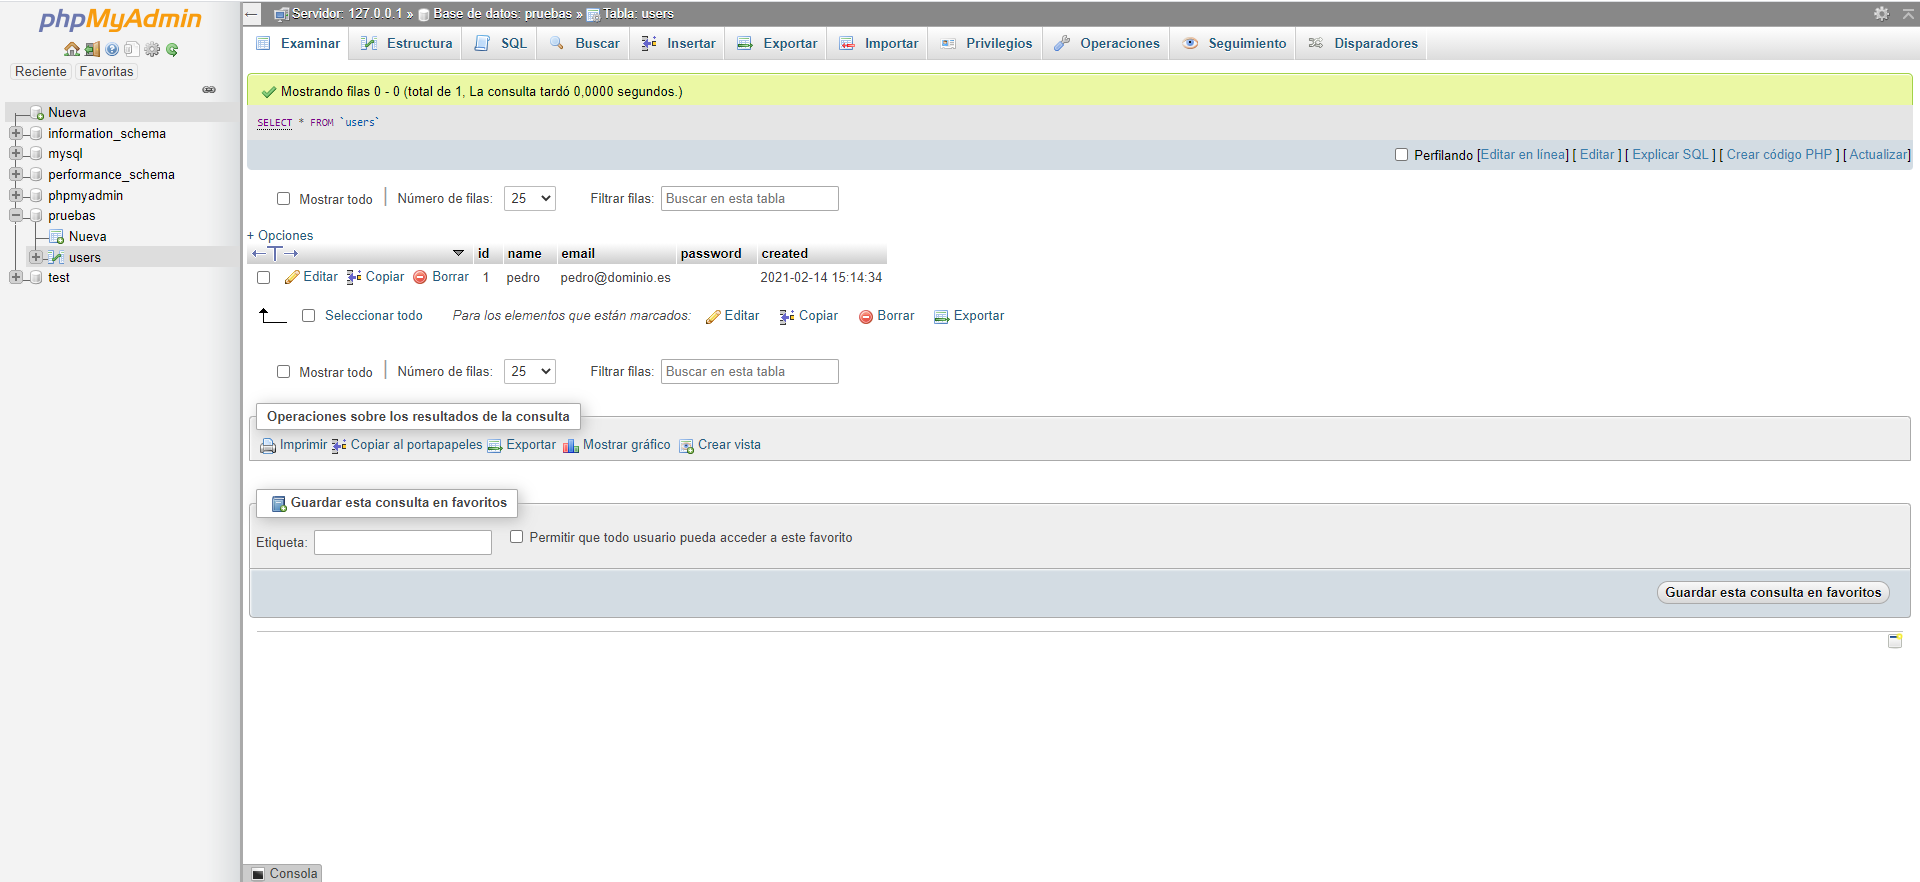 phpMyAdmin
Reciente Favoritas
Nueva
information_schema
mysql
performance_schema
phpmyadmin
pruebas
Nueva
users
test
Servidor: 127.0.0.1 » Base de datos: pruebas » Tabla: users
Examinar Estructura SQL Buscar Insertar Exportar Importar Privilegios Operaciones Seguimiento Disparadores
Mostrando filas 0 - 0 (total de 1, La consulta tardó 0,0000 segundos.)
SELECT * FROM `users`
Perfilando [Editar en línea] [ Editar ] [ Explicar SQL ] [ Crear código PHP ] [ Actualizar]
Mostrar todo Número de filas: 25 Filtrar filas: Buscar en esta tabla
+ Opciones
←T→ id name email password created
Editar Copiar Borrar 1 pedro pedro@dominio.es 2021-02-14 15:14:34
Seleccionar todo Para los elementos que están marcados: Editar Copiar Borrar Exportar
Mostrar todo Número de filas: 25 Filtrar filas: Buscar en esta tabla
Operaciones sobre los resultados de la consulta
Imprimir Copiar al portapapeles Exportar Mostrar gráfico Crear vista
Guardar esta consulta en favoritos
Etiqueta: Permitir que todo usuario pueda acceder a este favorito
Guardar esta consulta en favoritos
Consola